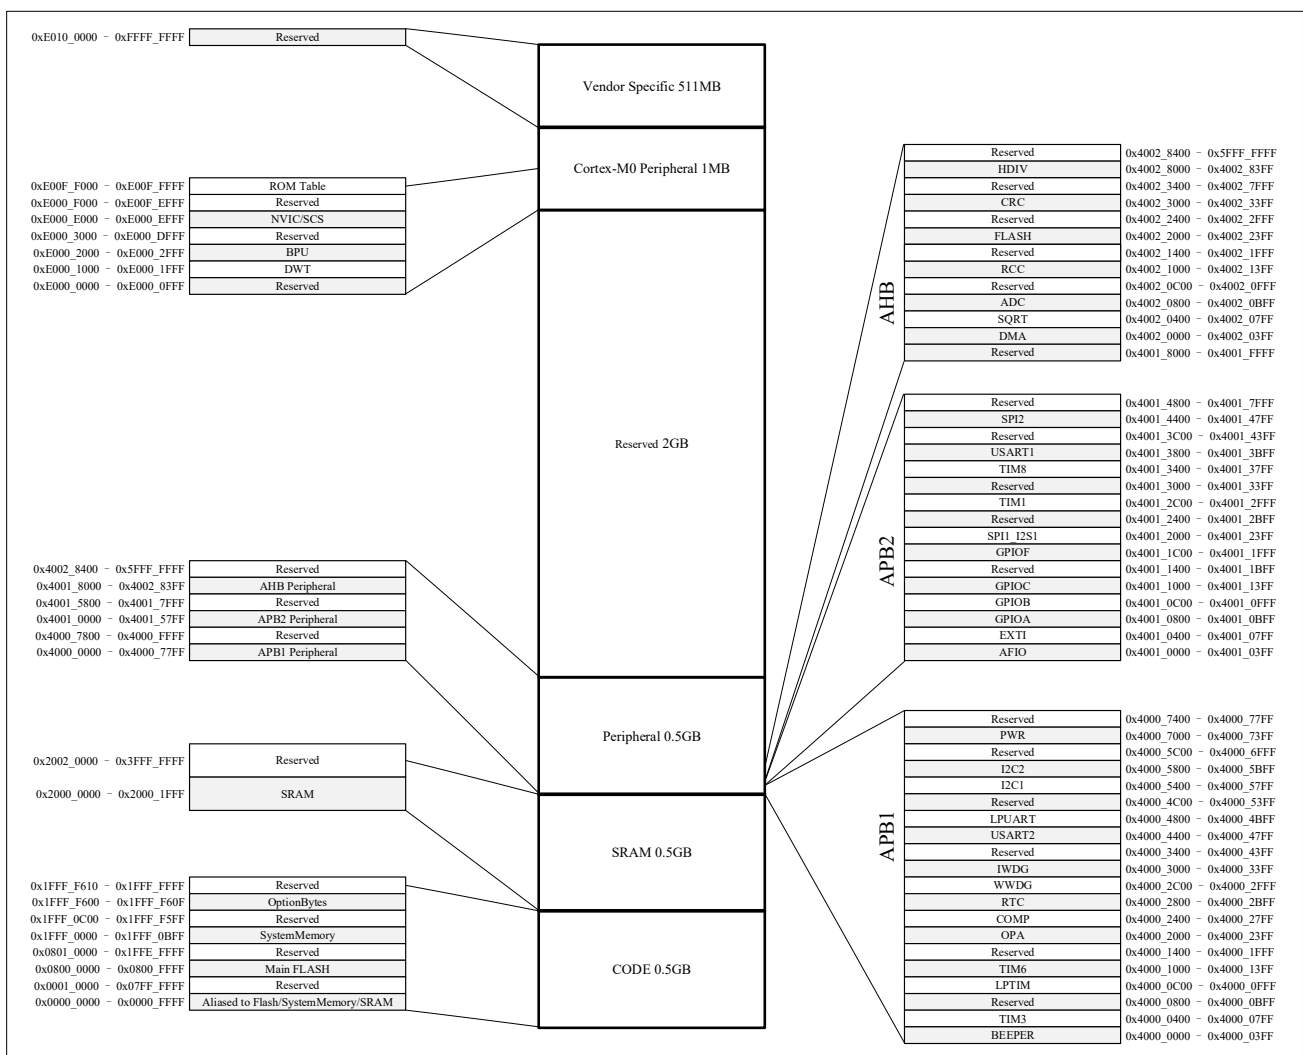 0xE010_0000 - 0xFFFF_FFFF Reserved
Vendor Specific 511MB
Cortex-M0 Peripheral 1MB
0xE00F_F000 - 0xE00F_FFFF ROM Table
0xE000_F000 - 0xE00F_EFFF Reserved
0xE000_E000 - 0xE000_EFFF NVIC/SCS
0xE000_3000 - 0xE000_DFFF Reserved
0xE000_2000 - 0xE000_2FFF BPU
0xE000_1000 - 0xE000_1FFF DWT
0xE000_0000 - 0xE000_0FFF Reserved
Reserved 2GB
0x4002_8400 - 0x5FFF_FFFF Reserved
0x4001_8000 - 0x4002_83FF AHB Peripheral
0x4001_5800 - 0x4001_7FFF Reserved
0x4001_0000 - 0x4001_57FF APB2 Peripheral
0x4000_7800 - 0x4000_FFFF Reserved
0x4000_0000 - 0x4000_77FF APB1 Peripheral
Peripheral 0.5GB
0x2002_0000 - 0x3FFF_FFFF Reserved
0x2000_0000 - 0x2000_1FFF SRAM
SRAM 0.5GB
0x1FFF_F610 - 0x1FFF_FFFF Reserved
0x1FFF_F600 - 0x1FFF_F60F OptionBytes
0x1FFF_0C00 - 0x1FFF_F5FF Reserved
0x1FFF_0000 - 0x1FFF_0BFF SystemMemory
0x0801_0000 - 0x1FFE_FFFF Reserved
0x0800_0000 - 0x0800_FFFF Main FLASH
0x0001_0000 - 0x07FF_FFFF Reserved
0x0000_0000 - 0x0000_FFFF Aliased to Flash/SystemMemory/SRAM
CODE 0.5GB
AHB
Reserved 0x4002_8400 - 0x5FFF_FFFF
HDIV 0x4002_8000 - 0x4002_83FF
Reserved 0x4002_3400 - 0x4002_7FFF
CRC 0x4002_3000 - 0x4002_33FF
Reserved 0x4002_2400 - 0x4002_2FFF
FLASH 0x4002_2000 - 0x4002_23FF
Reserved 0x4002_1400 - 0x4002_1FFF
RCC 0x4002_1000 - 0x4002_13FF
Reserved 0x4002_0C00 - 0x4002_0FFF
ADC 0x4002_0800 - 0x4002_0BFF
SQRT 0x4002_0400 - 0x4002_07FF
DMA 0x4002_0000 - 0x4002_03FF
Reserved 0x4001_8000 - 0x4001_FFFF
APB2
Reserved 0x4001_4800 - 0x4001_7FFF
SPI2 0x4001_4400 - 0x4001_47FF
Reserved 0x4001_3C00 - 0x4001_43FF
USART1 0x4001_3800 - 0x4001_3BFF
TIM8 0x4001_3400 - 0x4001_37FF
Reserved 0x4001_3000 - 0x4001_33FF
TIM1 0x4001_2C00 - 0x4001_2FFF
Reserved 0x4001_2400 - 0x4001_2BFF
SPI1_I2S1 0x4001_2000 - 0x4001_23FF
GPIOF 0x4001_1C00 - 0x4001_1FFF
Reserved 0x4001_1400 - 0x4001_1BFF
GPIOC 0x4001_1000 - 0x4001_13FF
GPIOB 0x4001_0C00 - 0x4001_0FFF
GPIOA 0x4001_0800 - 0x4001_0BFF
EXTI 0x4001_0400 - 0x4001_07FF
AFIO 0x4001_0000 - 0x4001_03FF
APB1
Reserved 0x4000_7400 - 0x4000_77FF
PWR 0x4000_7000 - 0x4000_73FF
Reserved 0x4000_5C00 - 0x4000_6FFF
I2C2 0x4000_5800 - 0x4000_5BFF
I2C1 0x4000_5400 - 0x4000_57FF
Reserved 0x4000_4C00 - 0x4000_53FF
LPUART 0x4000_4800 - 0x4000_4BFF
USART2 0x4000_4400 - 0x4000_47FF
Reserved 0x4000_3400 - 0x4000_43FF
IWDG 0x4000_3000 - 0x4000_33FF
WWDG 0x4000_2C00 - 0x4000_2FFF
RTC 0x4000_2800 - 0x4000_2BFF
COMP 0x4000_2400 - 0x4000_27FF
OPA 0x4000_2000 - 0x4000_23FF
Reserved 0x4000_1400 - 0x4000_1FFF
TIM6 0x4000_1000 - 0x4000_13FF
LPTIM 0x4000_0C00 - 0x4000_0FFF
Reserved 0x4000_0800 - 0x4000_0BFF
TIM3 0x4000_0400 - 0x4000_07FF
BEEPER 0x4000_0000 - 0x4000_03FF